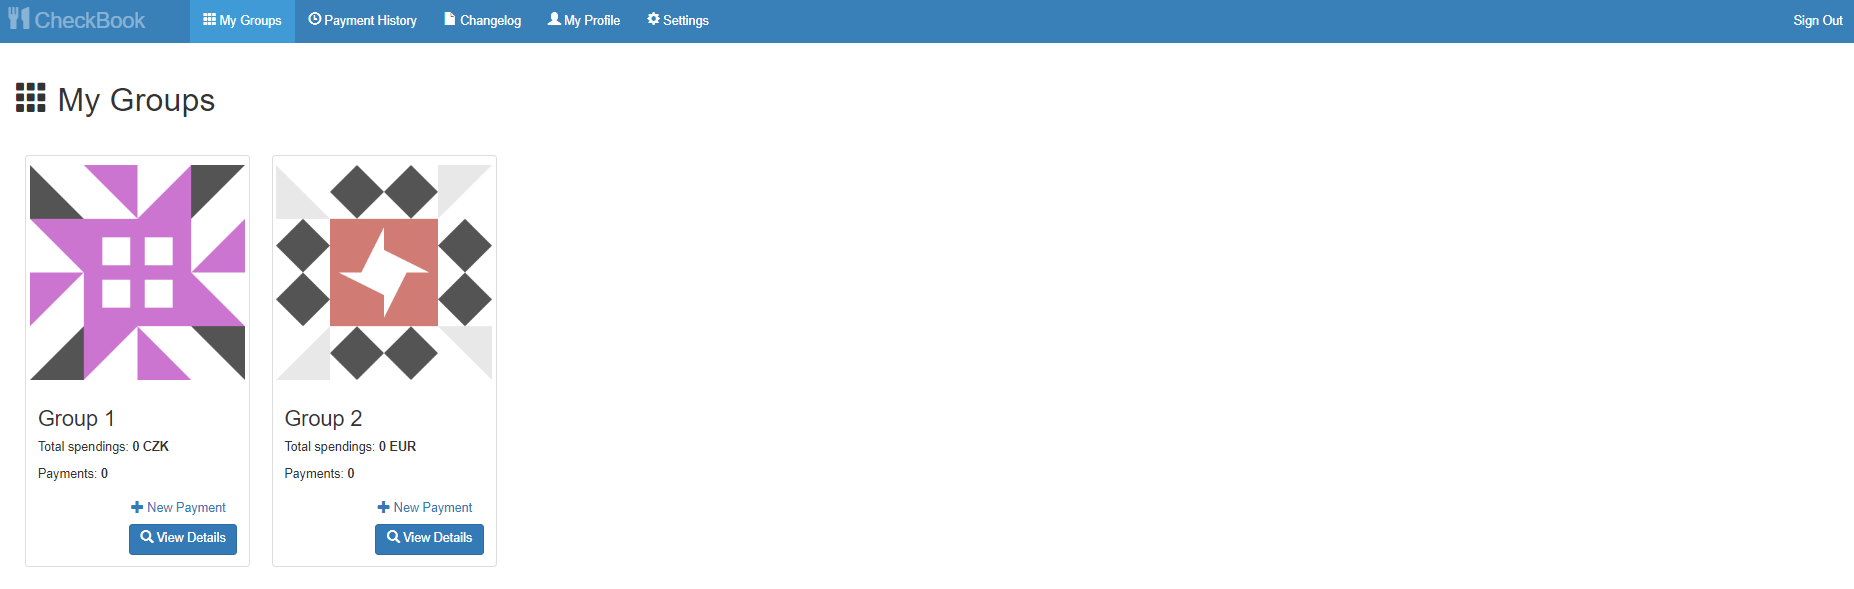 CheckBook My Groups Payment History Changelog My Profile Settings Sign Out
My Groups
Group 1
Total spendings: 0 CZK
Payments: 0
New Payment
View Details
Group 2
Total spendings: 0 EUR
Payments: 0
New Payment
View Details